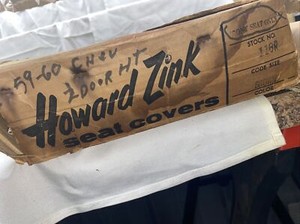 59-60 CHEV
2 DOOR HT
Howard Zink
seat covers
STOCK NO.
CODE SIZE